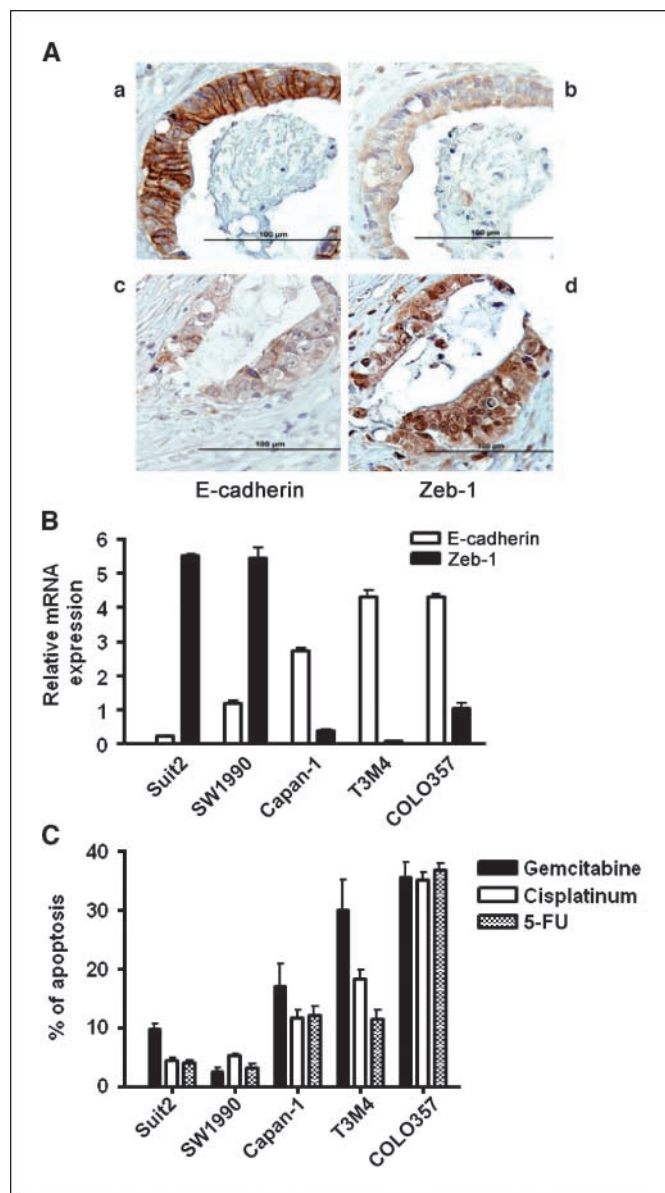 A
a
b
100 µm
100 µm
c
d
100 µm
100 µm
E-cadherin
Zeb-1
B
E-cadherin
Zeb-1
Relative mRNA
expression
6
5
4
3
2
1
0
Suit2
SW1990
Capan-1
T3M4
COLO357
C
Gemcitabine
Cisplatinum
5-FU
% of apoptosis
40
30
20
10
0
Suit2
SW1990
Capan-1
T3M4
COLO357